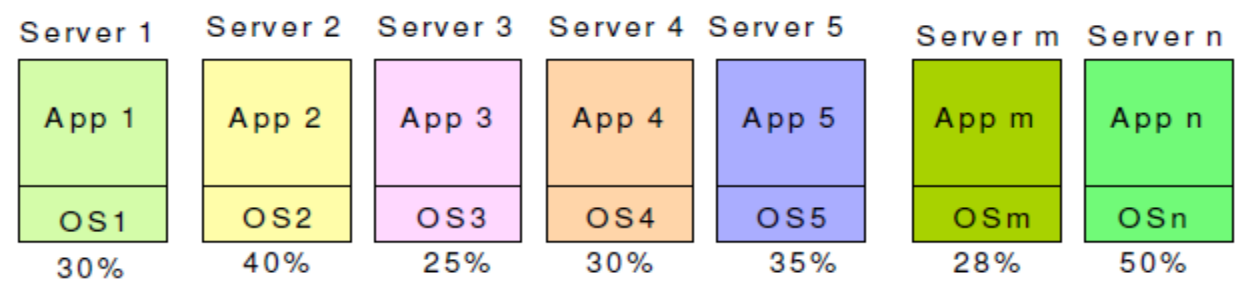 Server 1 Server 2 Server 3 Server 4 Server 5 Server m Server n
App 1 App 2 App 3 App 4 App 5 App m App n
OS1 OS2 OS3 OS4 OS5 OSm OSn
30% 40% 25% 30% 35% 28% 50%